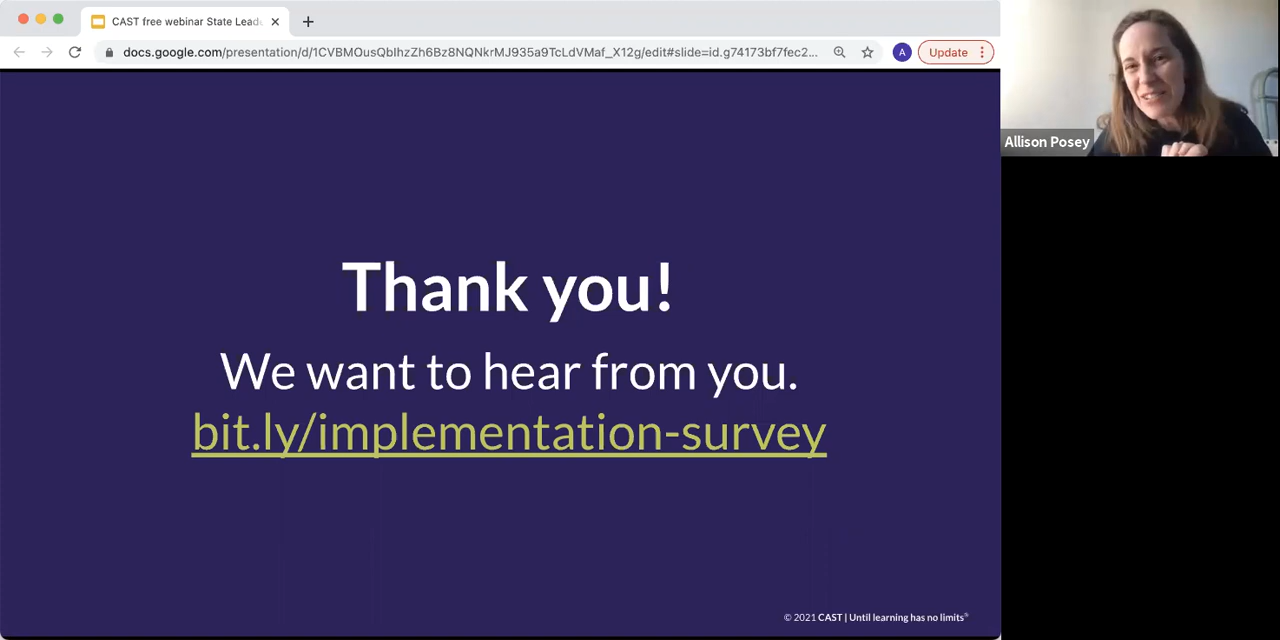 CAST free webinar State Lead
docs.google.com/presentation/d/1CVBMOusQbIhzZh6Bz8NQNkrMJ935a9TcLdVMaf_X12g/edit#slide=id.g74173bf7fec2...
A
Update
Allison Posey
Thank you!
We want to hear from you.
bit.ly/implementation-survey
© 2021 CAST | Until learning has no limits®